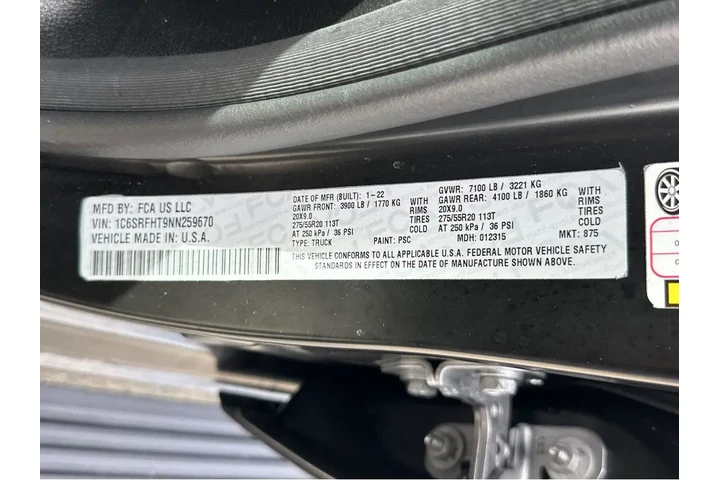 MFD BY: FCA US LLC
VIN: 1C6SRFHT9NN259670
VEHICLE MADE IN: U.S.A.
DATE OF MFR (BUILT): 1-22
GAWR FRONT: 3900 LB / 1770 KG WITH
20X9.0 RIMS
275/55R20 113T TIRES
AT 250 kPa / 36 PSI COLD
TYPE: TRUCK PAINT: PSC
GVWR: 7100 LB / 3221 KG
GAWR REAR: 4100 LB / 1860 KG WITH
20X9.0 RIMS
275/55R20 113T TIRES
AT 250 kPa / 36 PSI COLD
MDH: 012315 MKT: 875
THIS VEHICLE CONFORMS TO ALL APPLICABLE U.S.A. FEDERAL MOTOR VEHICLE SAFETY
STANDARDS IN EFFECT ON THE DATE OF MANUFACTURE SHOWN ABOVE.